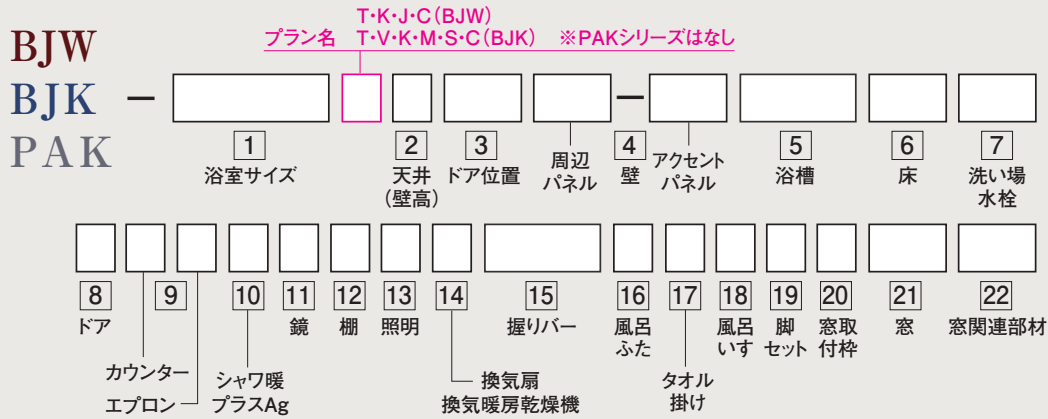 T・K・J・C（BJW）
プラン名 T・V・K・M・S・C（BJK） ※PAKシリーズはなし
BJW
BJK
PAK
－ －
1 2 3 4 5 6 7
浴室サイズ
天井
（壁高）
ドア位置
周辺
パネル
壁
アクセント
パネル
浴槽
床
洗い場
水栓
8 9 10 11 12 13 14 15 16 17 18 19 20 21 22
ドア
カウンター
エプロン
シャワ暖
プラスAg
鏡
棚
照明
換気扇
換気暖房乾燥機
握りバー
風呂
ふた
タオル
掛け
風呂
いす
脚
セット
窓取
付枠
窓
窓関連部材